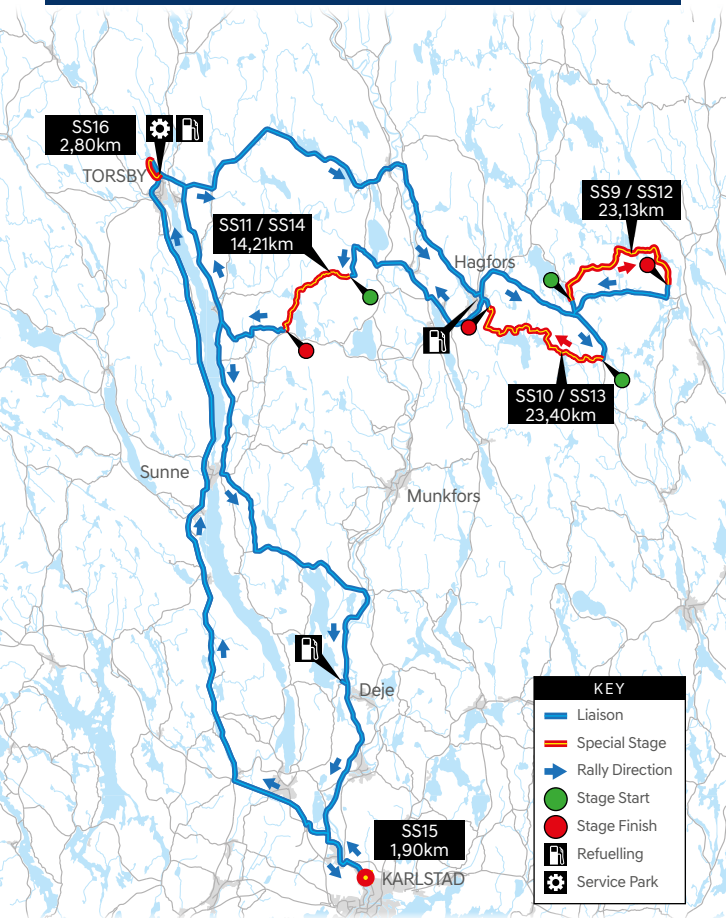 SS16
2,80km
TORSBY
SS9 / SS12
23,13km
SS11 / SS14
14,21km
Hagfors
SS10 / SS13
23,40km
Sunne
Munkfors
Deje
SS15
1,90km
KARLSTAD
KEY
Liaison
Special Stage
Rally Direction
Stage Start
Stage Finish
Refuelling
Service Park